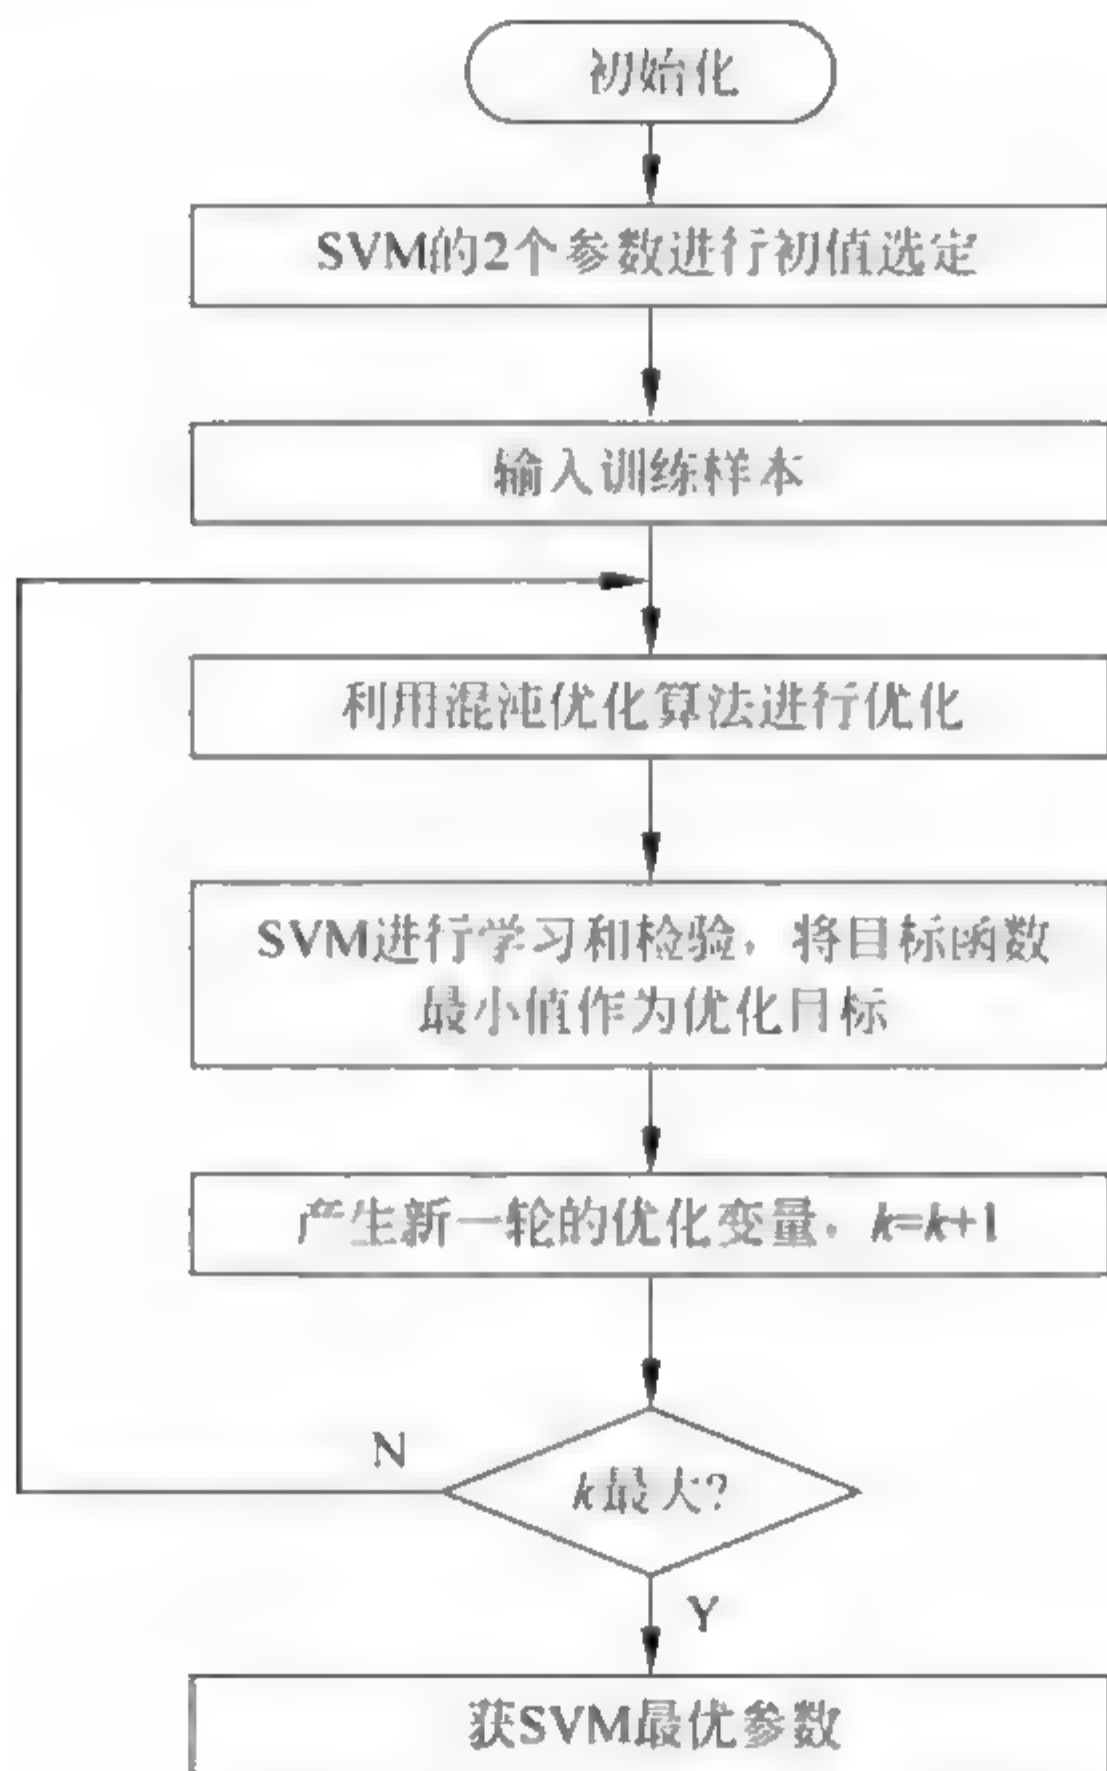 初始化
SVM的2个参数进行初值选定
输入训练样本
利用混沌优化算法进行优化
SVM进行学习和检验，将目标函数
最小值作为优化目标
产生新一轮的优化变量，k=k+1
N
k最大?
Y
获SVM最优参数